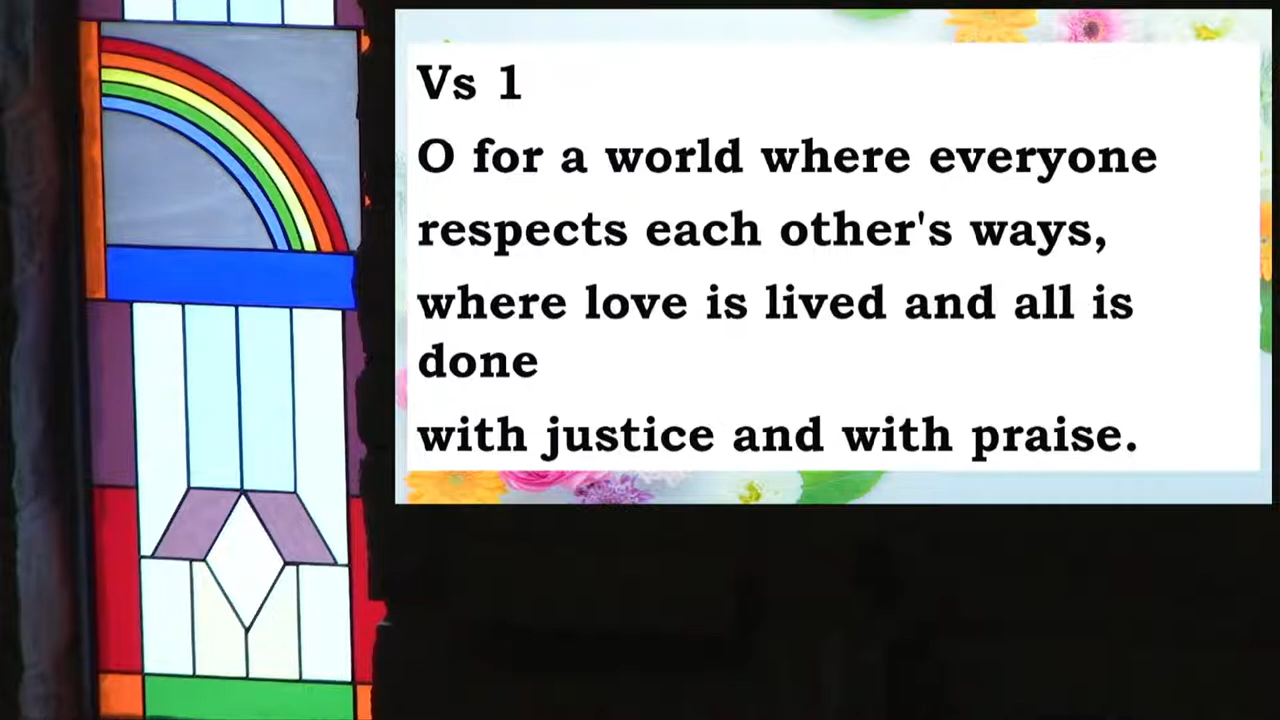 Vs 1
O for a world where everyone
respects each other's ways,
where love is lived and all is
done
with justice and with praise.